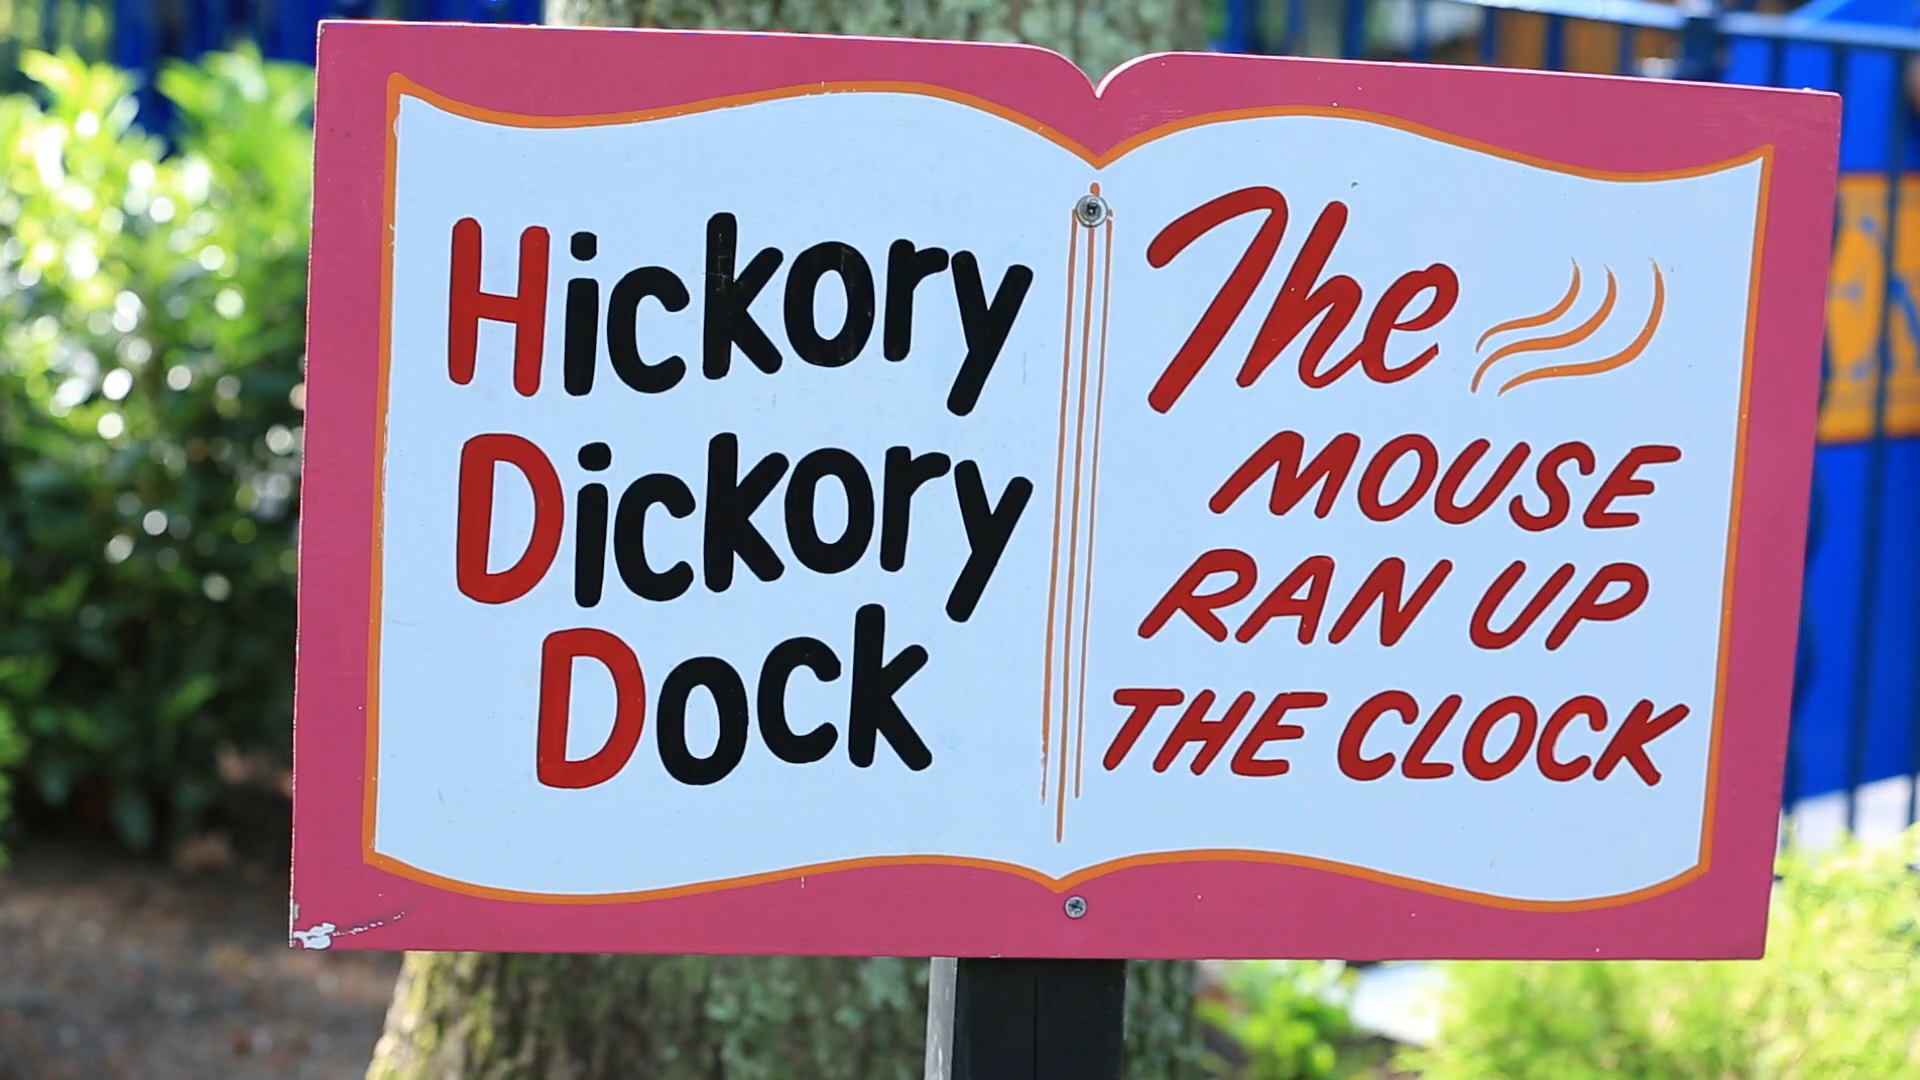 Hickory
Dickory
Dock
The
MOUSE
RAN UP
THE CLOCK